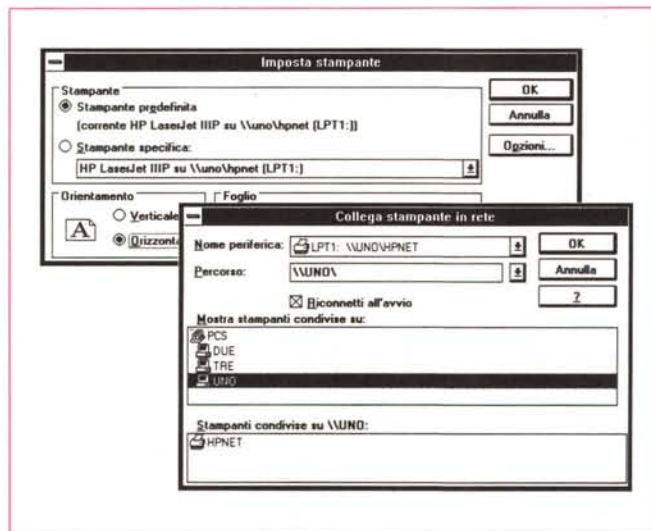 Imposta stampante
Stampante
Stampante predefinita
(corrente HP LaserJet IIIP su \\uno\hpnet (LPT1:))
Stampante specifica:
HP LaserJet IIIP su \\uno\hpnet (LPT1:)
OK
Annulla
Opzioni...
Orientamento
Foglio
A
Verticale
Orizzonta
Collega stampante in rete
Nome periferica:
LPT1: \\UNO\HPNET
Percorso:
\\UNO\
Riconnetti all'avvio
OK
Annulla
?
Mostra stampanti condivise su:
PCS
DUE
TRE
UNO
Stampanti condivise su \\UNO:
HPNET